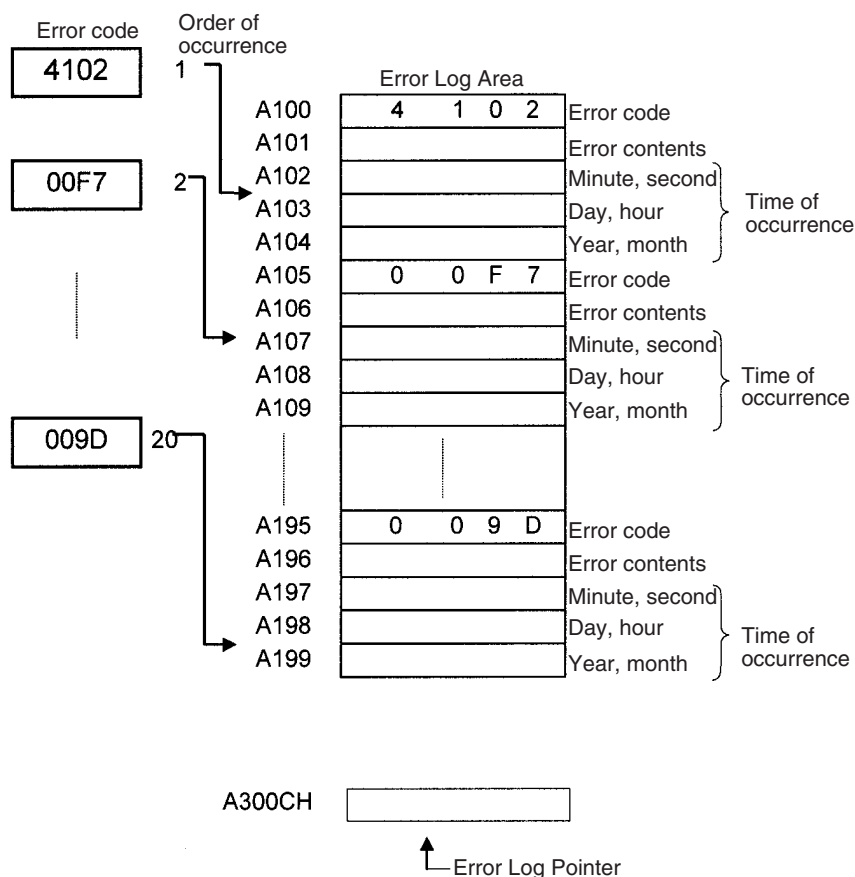 Error code
Order of
occurrence
4102 1
Error Log Area
A100 4 1 0 2 Error code
A101 Error contents
00F7 2
A102 Minute, second
A103 Day, hour
Time of
occurrence
A104 Year, month
A105 0 0 F 7 Error code
A106 Error contents
A107 Minute, second
A108 Day, hour
Time of
occurrence
A109 Year, month
009D 20
A195 0 0 9 D Error code
A196 Error contents
A197 Minute, second
A198 Day, hour
Time of
occurrence
A199 Year, month
A300CH
Error Log Pointer